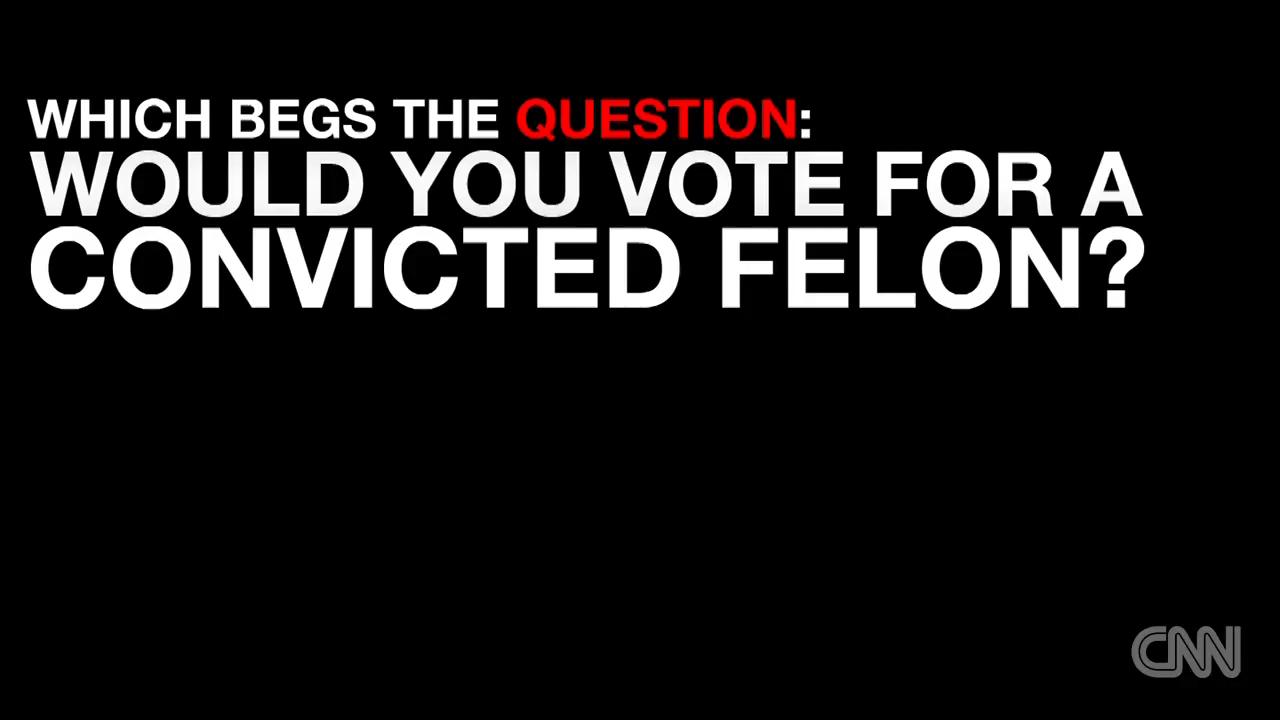 WHICH BEGS THE QUESTION:
WOULD YOU VOTE FOR A
CONVICTED FELON?
CNN